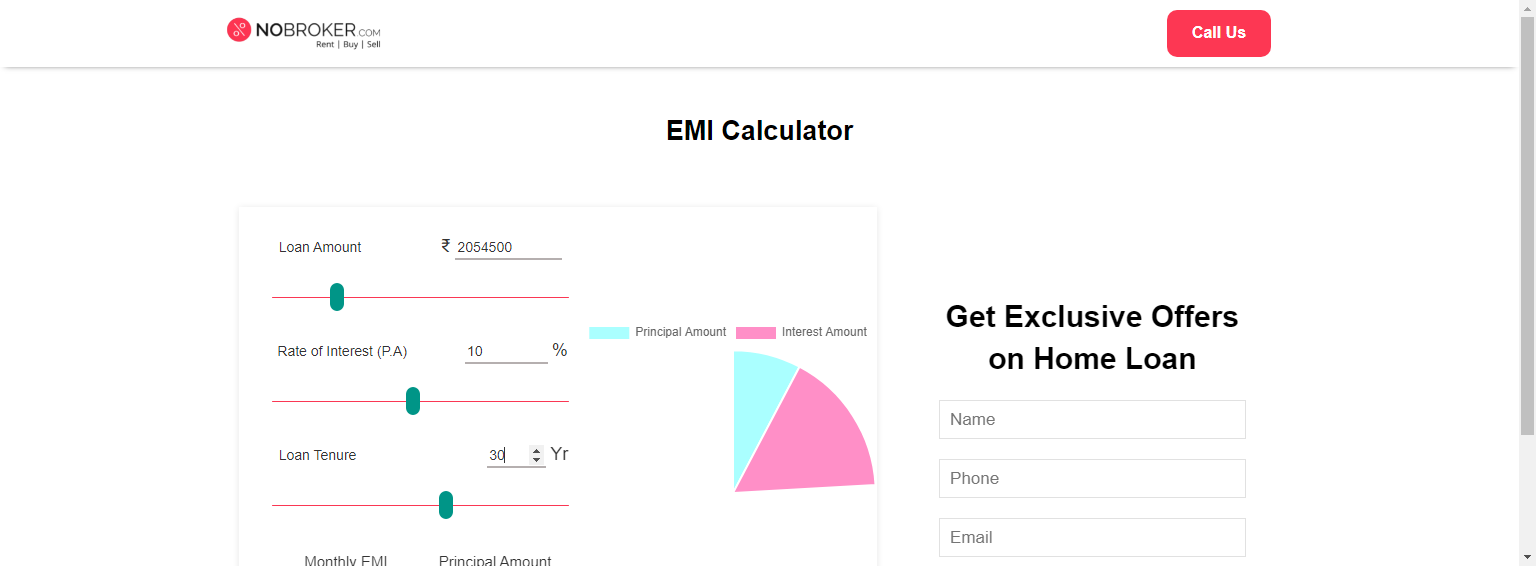 NOBROKER.COM
Rent | Buy | Sell
Call Us
EMI Calculator
Loan Amount ₹ 2054500
Rate of Interest (P.A) 10 %
Loan Tenure 30 Yr
Monthly EMI Principal Amount
Principal Amount Interest Amount
Get Exclusive Offers
on Home Loan
Name
Phone
Email